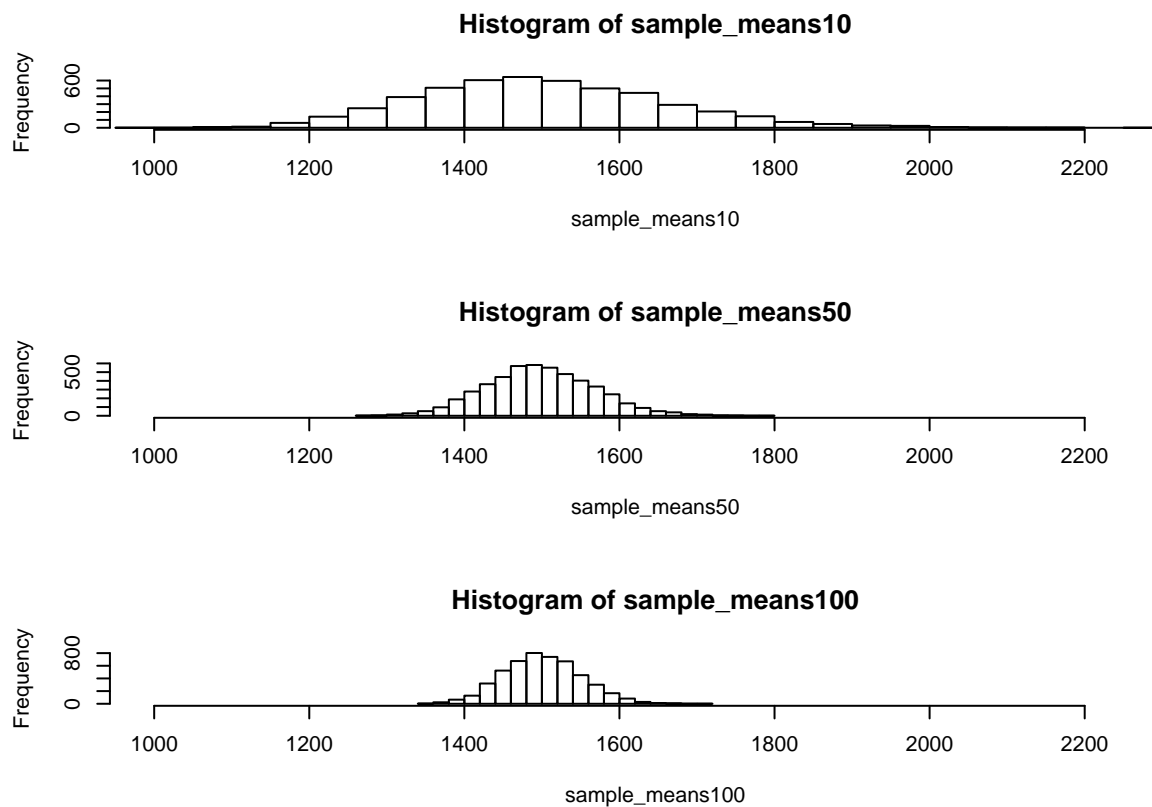 Histogram of sample_means10
Frequency
600
0
1000 1200 1400 1600 1800 2000 2200
sample_means10
Histogram of sample_means50
Frequency
500
0
1000 1200 1400 1600 1800 2000 2200
sample_means50
Histogram of sample_means100
Frequency
800
0
1000 1200 1400 1600 1800 2000 2200
sample_means100